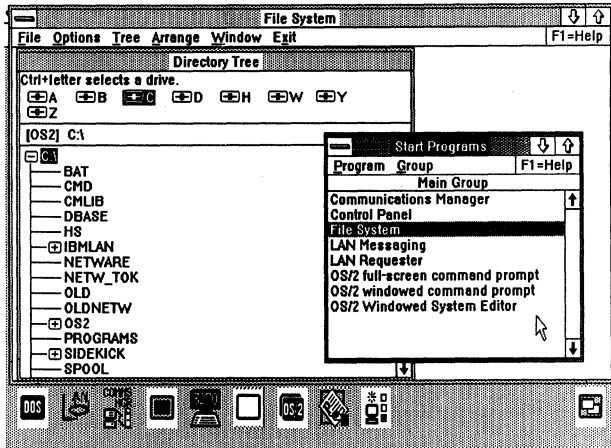 File System
File Options Tree Arrange Window Exit F1=Help
Directory Tree
Ctrl+letter selects a drive.
A B C D H W Y
Z
[OS2] C:\
C:\
BAT
CMD
CMLIB
DBASE
HS
IBMLAN
NETWARE
NETW_TOK
OLD
OLDNETW
OS2
PROGRAMS
SIDEKICK
SPOOL
Start Programs
Program Group F1=Help
Main Group
Communications Manager
Control Panel
File System
LAN Messaging
LAN Requester
OS/2 full-screen command prompt
OS/2 windowed command prompt
OS/2 Windowed System Editor
DOS
LAN
COMMS
OS-2